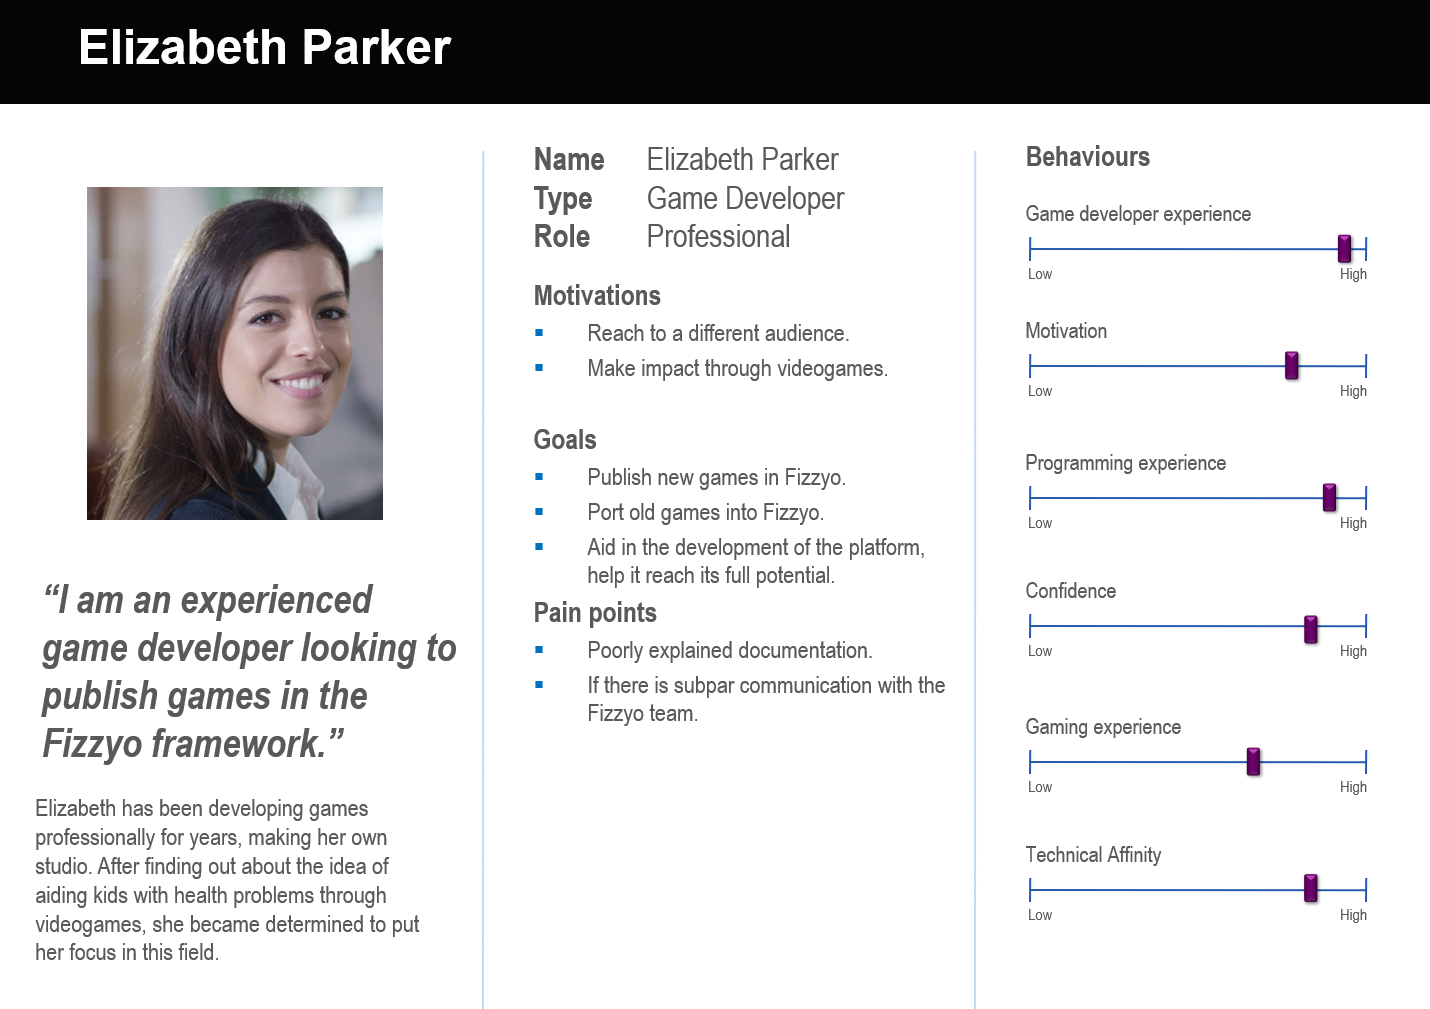 Elizabeth Parker
“I am an experienced
game developer looking to
publish games in the
Fizzyo framework.”
Elizabeth has been developing games
professionally for years, making her own
studio. After finding out about the idea of
aiding kids with health problems through
videogames, she became determined to put
her focus in this field.
Name Elizabeth Parker
Type Game Developer
Role Professional
Motivations
Reach to a different audience.
Make impact through videogames.
Goals
Publish new games in Fizzyo.
Port old games into Fizzyo.
Aid in the development of the platform,
help it reach its full potential.
Pain points
Poorly explained documentation.
If there is subpar communication with the
Fizzyo team.
Behaviours
Game developer experience
Low High
Motivation
Low High
Programming experience
Low High
Confidence
Low High
Gaming experience
Low High
Technical Affinity
Low High